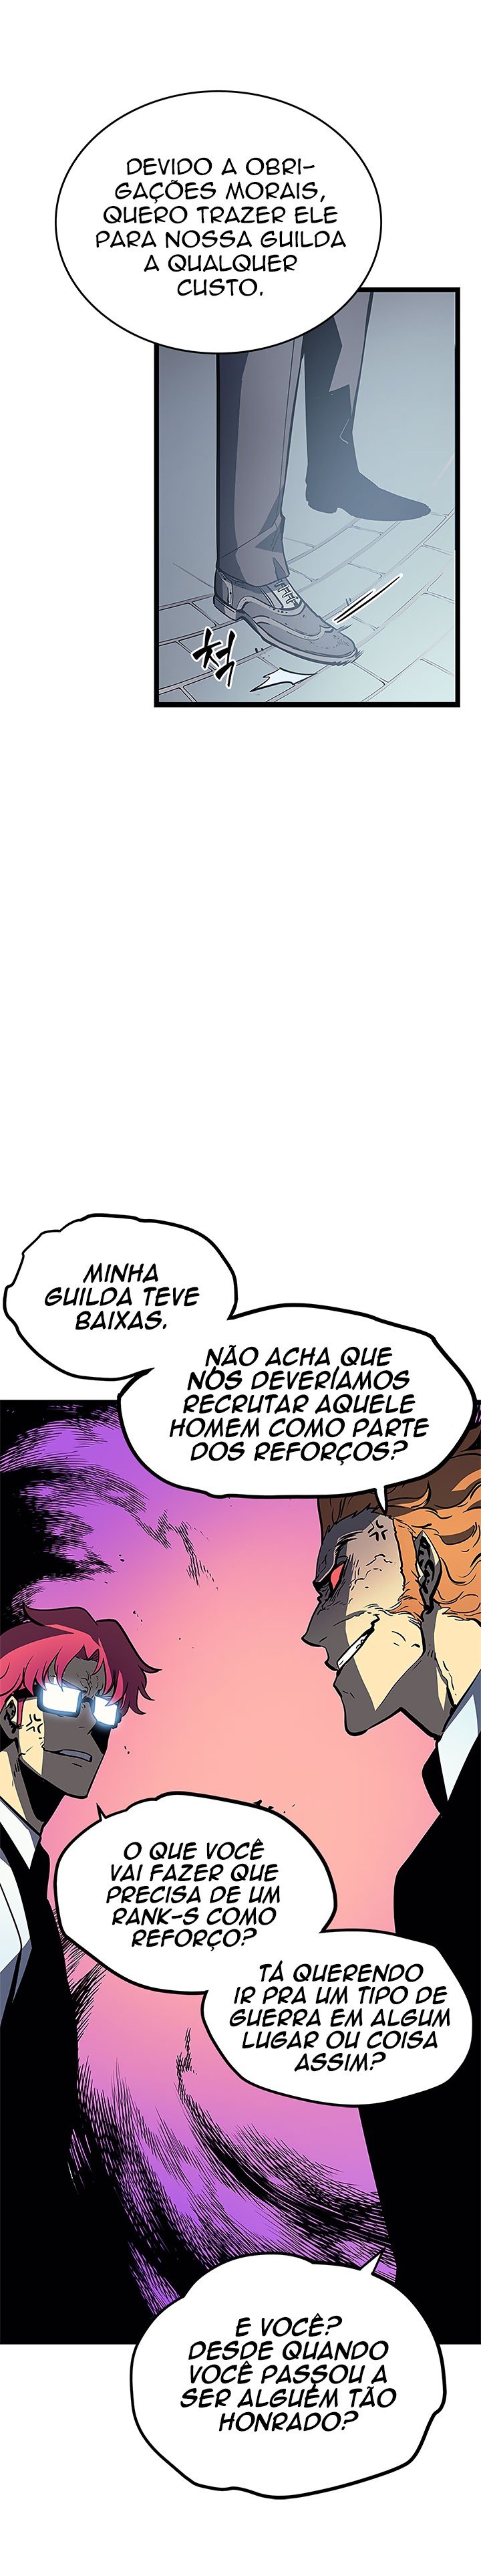 DEVIDO A OBRI-
GAÇÕES MORAIS,
QUERO TRAZER ELE
PARA NOSSA GUILDA
A QUALQUER
CUSTO.
MINHA
GUILDA TEVE
BAIXAS.
NÃO ACHA QUE
NÓS DEVERÍAMOS
RECRUTAR AQUELE
HOMEM COMO PARTE
DOS REFORÇOS?
O QUE VOCÊ
VAI FAZER QUE
PRECISA DE UM
RANK-S COMO
REFORÇO?
TÁ QUERENDO
IR PRA UM TIPO DE
GUERRA EM ALGUM
LUGAR OU COISA
ASSIM?
E VOCÊ?
DESDE QUANDO
VOCÊ PASSOU A
SER ALGUÉM TÃO
HONRADO?